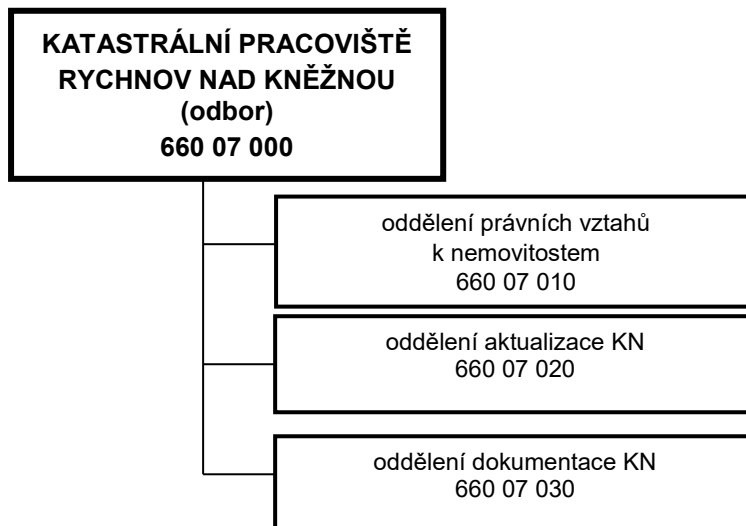 KATASTRÁLNÍ PRACOVIŠTĚ
RYCHNOV NAD KNĚŽNOU
(odbor)
660 07 000
oddělení právních vztahů
k nemovitostem
660 07 010
oddělení aktualizace KN
660 07 020
oddělení dokumentace KN
660 07 030